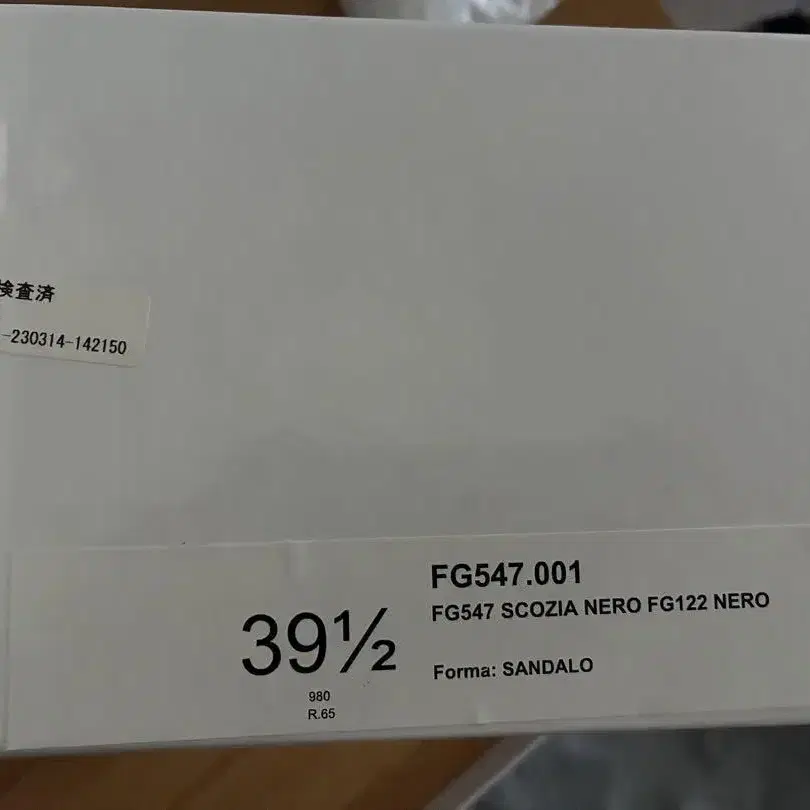 検査済
-230314-142150
FG547.001
FG547 SCOZIA NERO FG122 NERO
39½
Forma: SANDALO
980
R.65